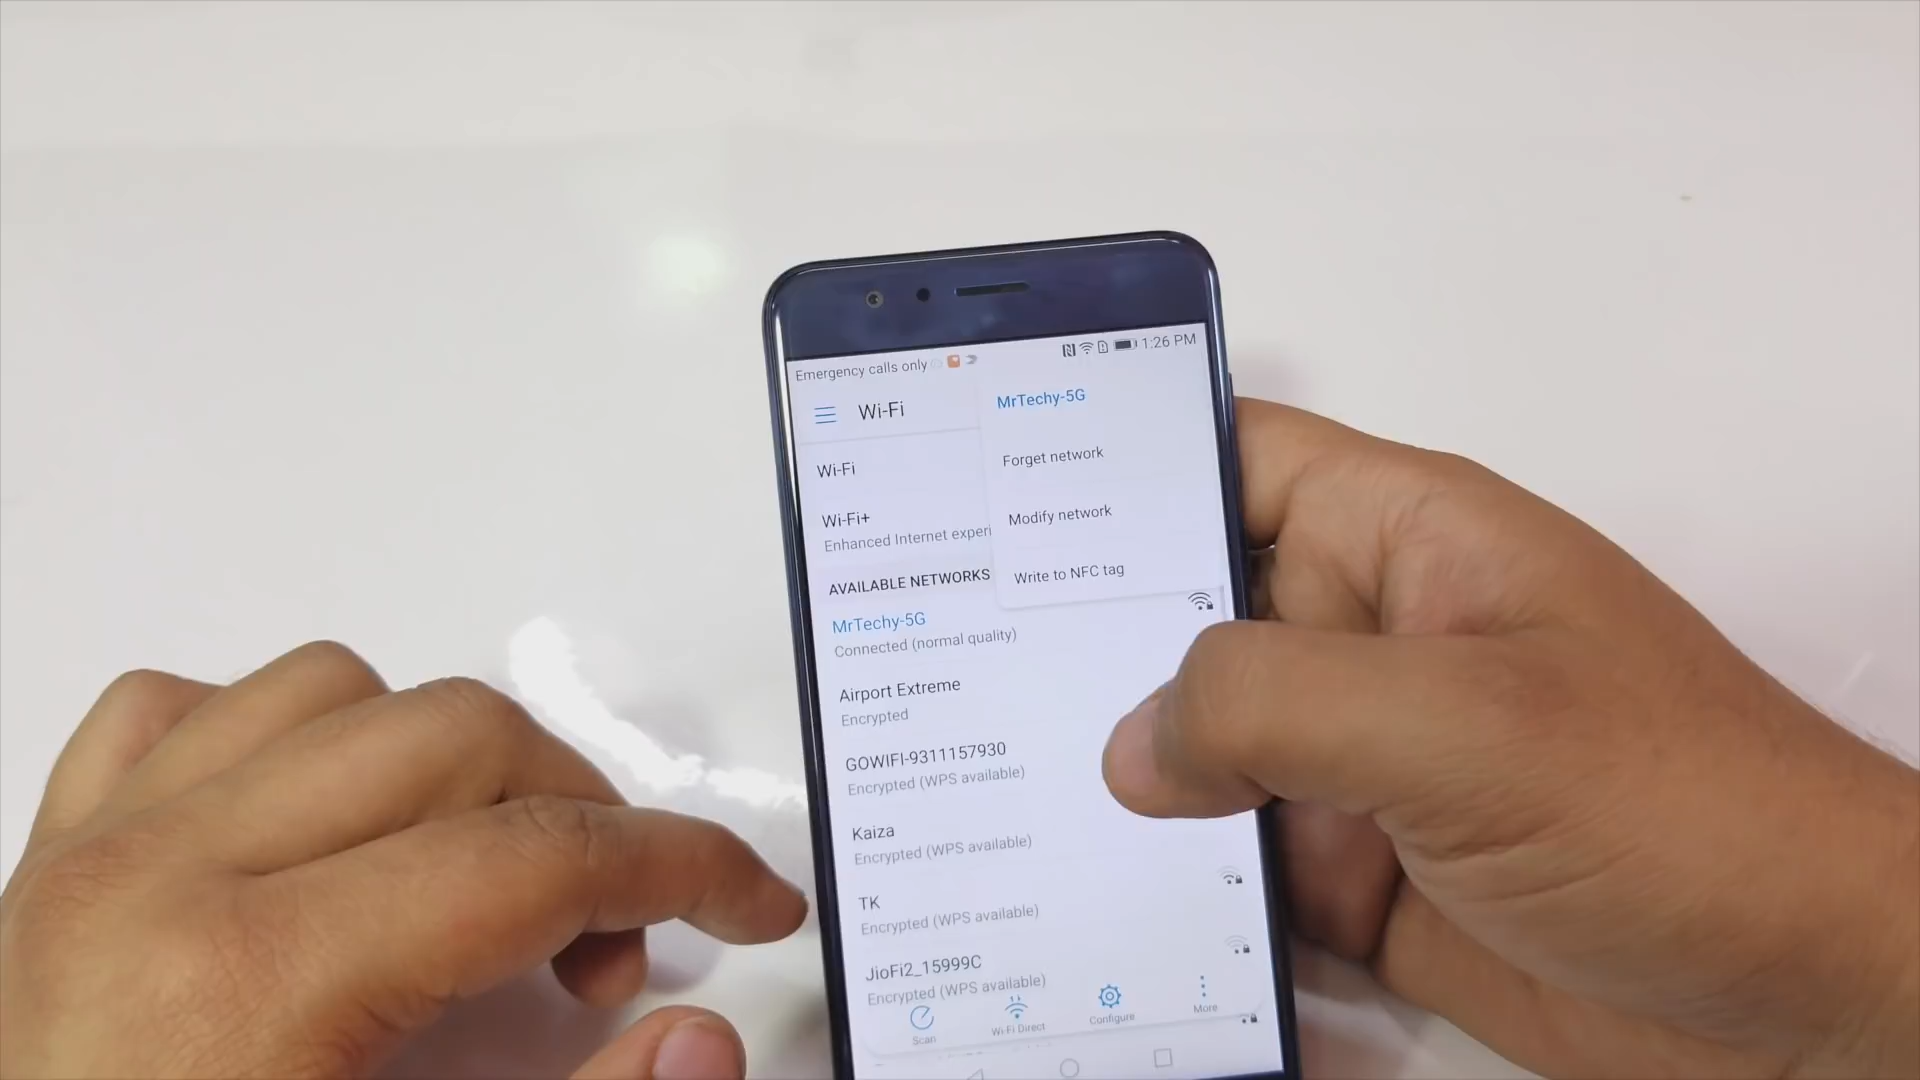 Emergency calls only
1:26 PM
Wi-Fi
MrTechy-5G
Forget network
Modify network
Write to NFC tag
Wi-Fi
Wi-Fi+
Enhanced Internet experi
AVAILABLE NETWORKS
MrTechy-5G
Connected (normal quality)
Airport Extreme
Encrypted
GOWIFI-9311157930
Encrypted (WPS available)
Kaiza
Encrypted (WPS available)
TK
Encrypted (WPS available)
JioFi2_15999C
Encrypted (WPS available)
Scan
Wi-Fi Direct
Configure
More